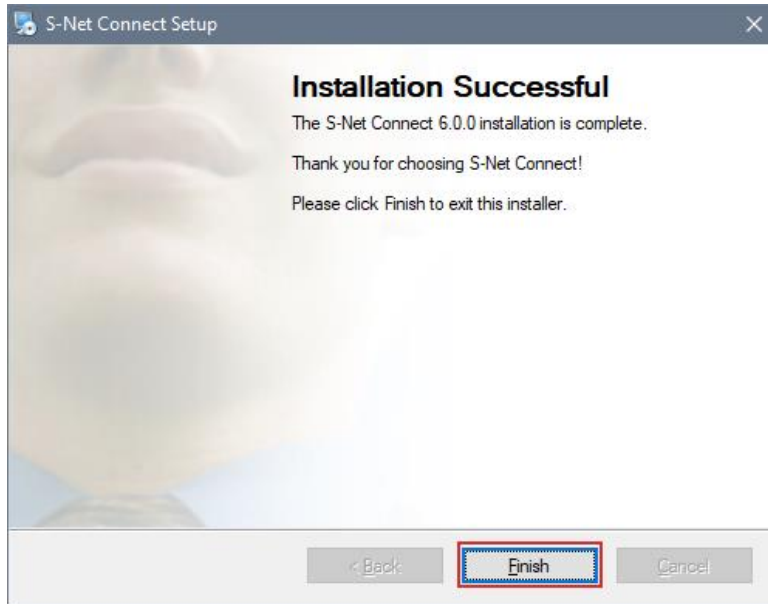 S-Net Connect Setup
Installation Successful
The S-Net Connect 6.0.0 installation is complete.
Thank you for choosing S-Net Connect!
Please click Finish to exit this installer.
< Back
Finish
Cancel